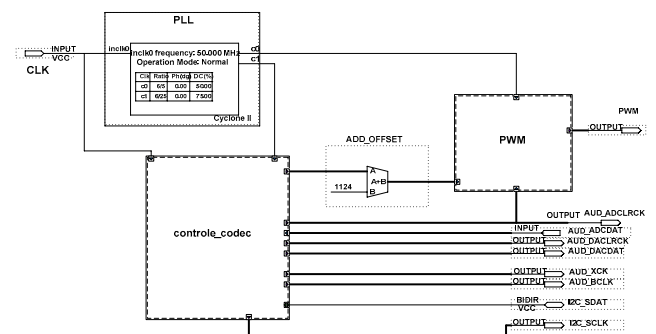 PLL
INPUT
VCC
CLK
inclk0
Inclk0 frequency: 50.000 MHz
Operation Mode: Normal
Clk Ratio Ph(dg) DC(%)
c0 6/5 0.00 50.00
c1 6/25 0.00 75.00
c0
c1
Cyclone II
ADD_OFFSET
A
A+B
B
1124
PWM
PWM
OUTPUT
controle_codec
OUTPUT AUD_ADCLRCK
INPUT AUD_ADCDAT
OUTPUT AUD_DACLRCK
OUTPUT AUD_DACDAT
OUTPUT AUD_XCK
OUTPUT AUD_BCLK
BIDIR
VCC
I2C_SDAT
OUTPUT I2C_SCLK